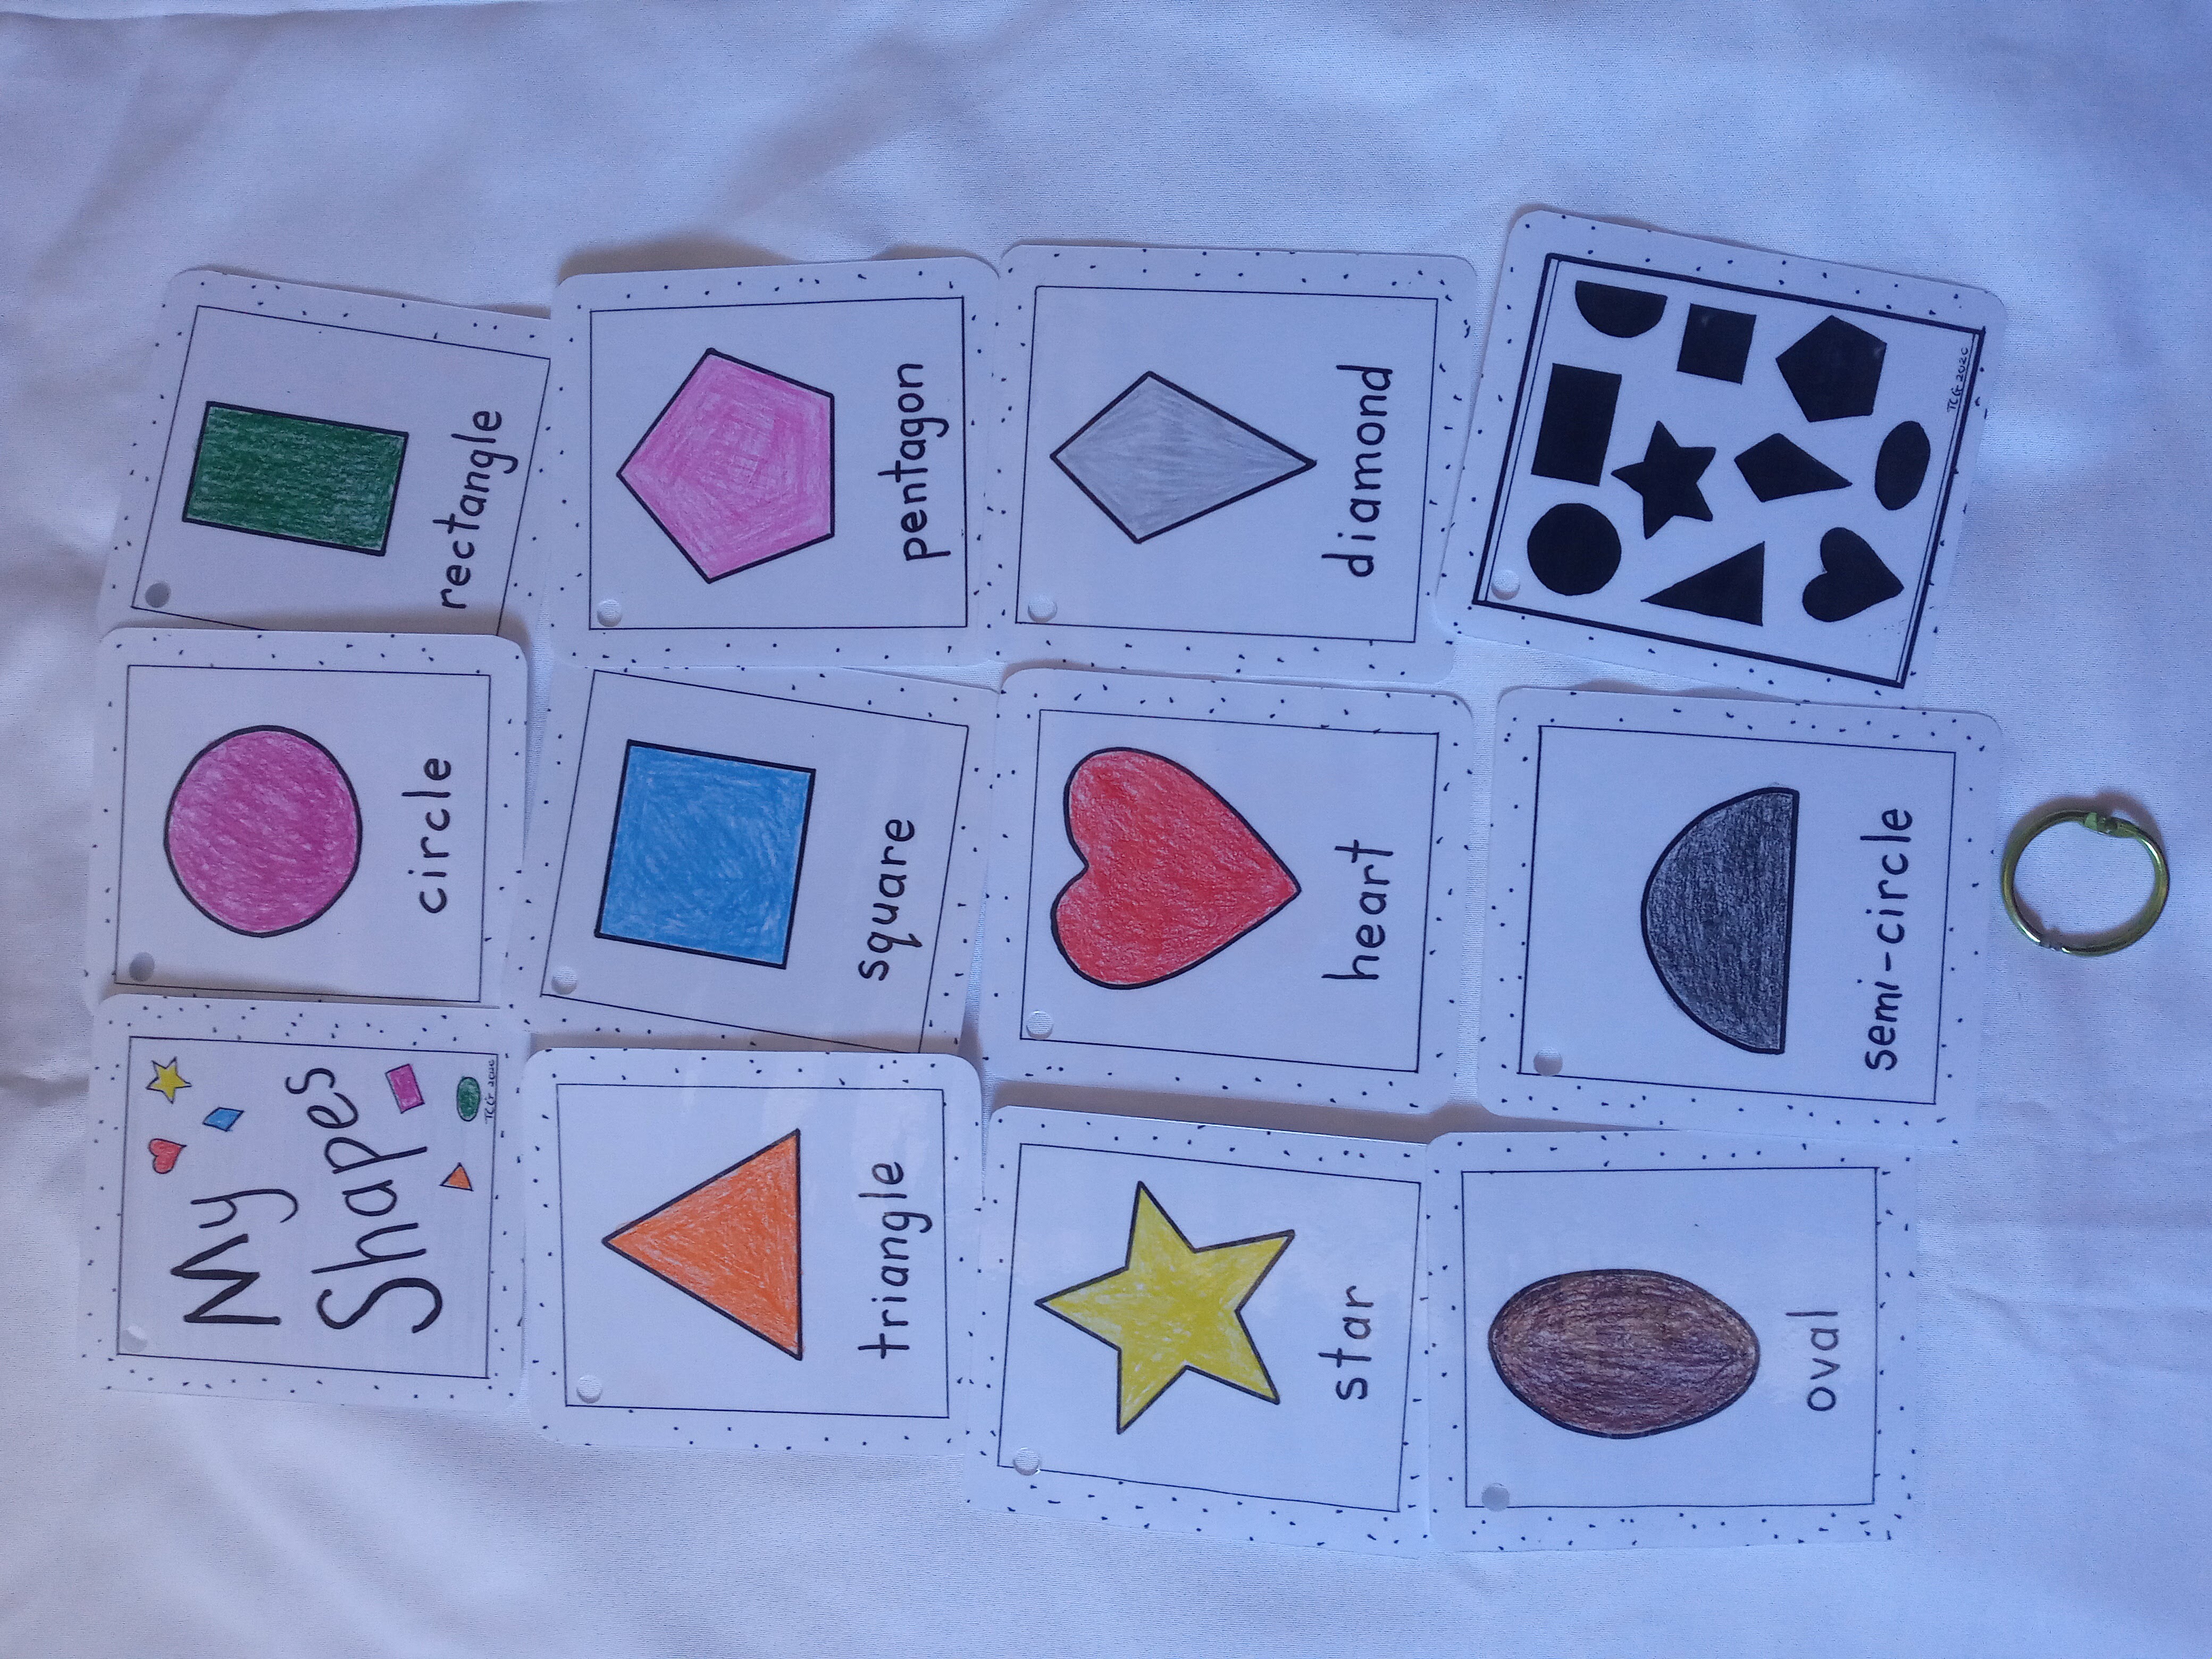 My
Shapes
TCG 2020
circle
rectangle
triangle
square
pentagon
star
heart
diamond
oval
semi-circle
TCG 2020